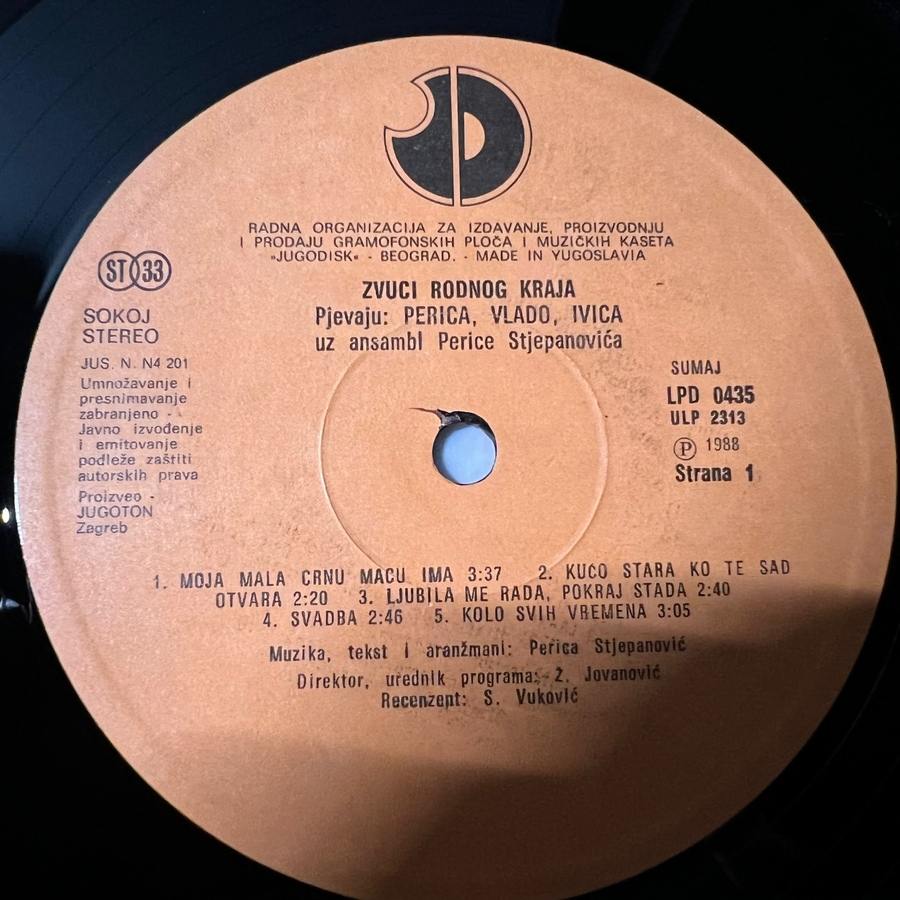 RADNA ORGANIZACIJA ZA IZDAVANJE, PROIZVODNJU
I PRODAJU GRAMOFONSKIH PLOČA I MUZIČKIH KASETA
»JUGODISK« - BEOGRAD. - MADE IN YUGOSLAVIA
ST 33
SOKOJ
STEREO
JUS. N. N4 201
Umnožavanje i
presnimavanje
zabranjeno -
Javno izvođenje
i emitovanje
podleže zaštiti
autorskih prava
Proizveo -
JUGOTON
Zagreb
ZVUCI RODNOG KRAJA
Pjevaju: PERICA, VLADO, IVICA
uz ansambl Perice Stjepanovića
SUMAJ
LPD 0435
ULP 2313
Ⓟ 1988
Strana 1
1. MOJA MALA CRNU MACU IMA 3:37 2. KUĆO STARA KO TE SAD
OTVARA 2:20 3. LJUBILA ME RADA, POKRAJ STADA 2:40
4. SVADBA 2:46 5. KOLO SVIH VREMENA 3:05
Muzika, tekst i aranžmani: Perica Stjepanović
Direktor, urednik programa: Ž. Jovanović
Recenzent: S. Vuković